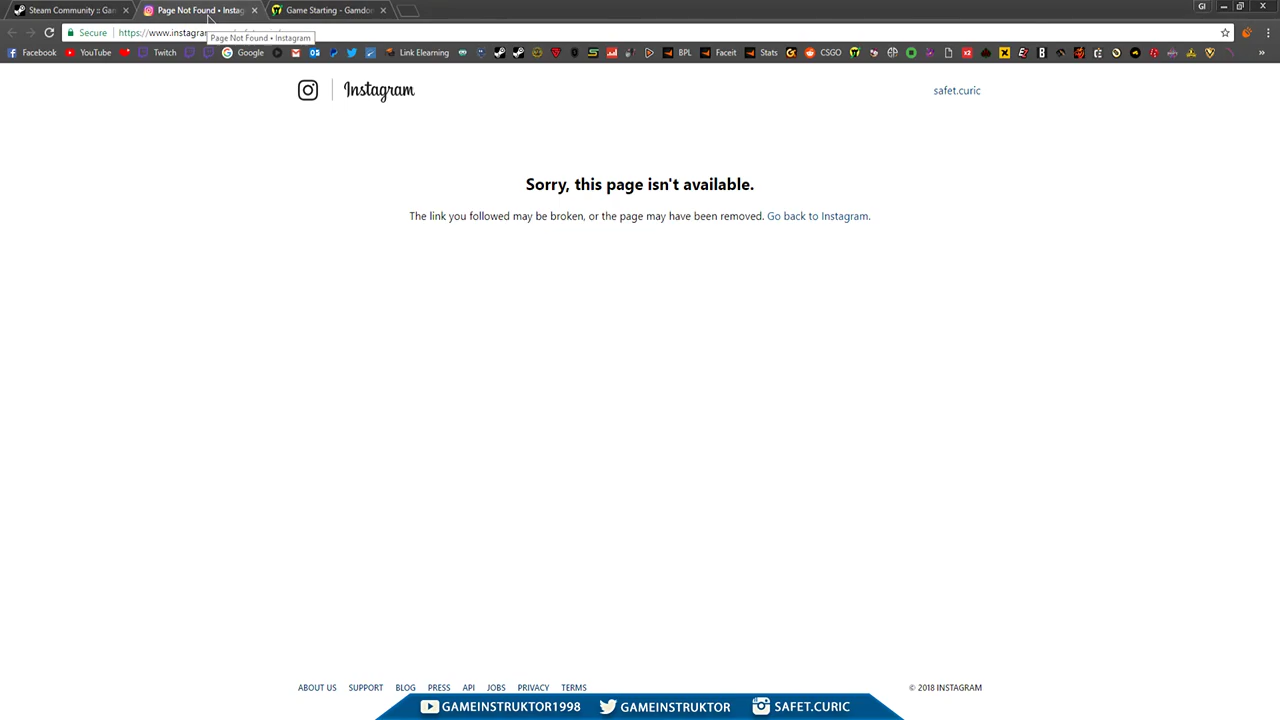 Steam Community :: Gam
Page Not Found • Instag
Game Starting - Gamdo
GI
Secure
https://www.instagra
Page Not Found • Instagram
Facebook
YouTube
Twitch
Google
Link Elearning
BPL
Faceit
Stats
CSGO
Instagram
safet.curic
Sorry, this page isn't available.
The link you followed may be broken, or the page may have been removed. Go back to Instagram.
ABOUT US SUPPORT BLOG PRESS API JOBS PRIVACY TERMS
© 2018 INSTAGRAM
GAMEINSTRUKTOR1998 GAMEINSTRUKTOR SAFET.CURIC